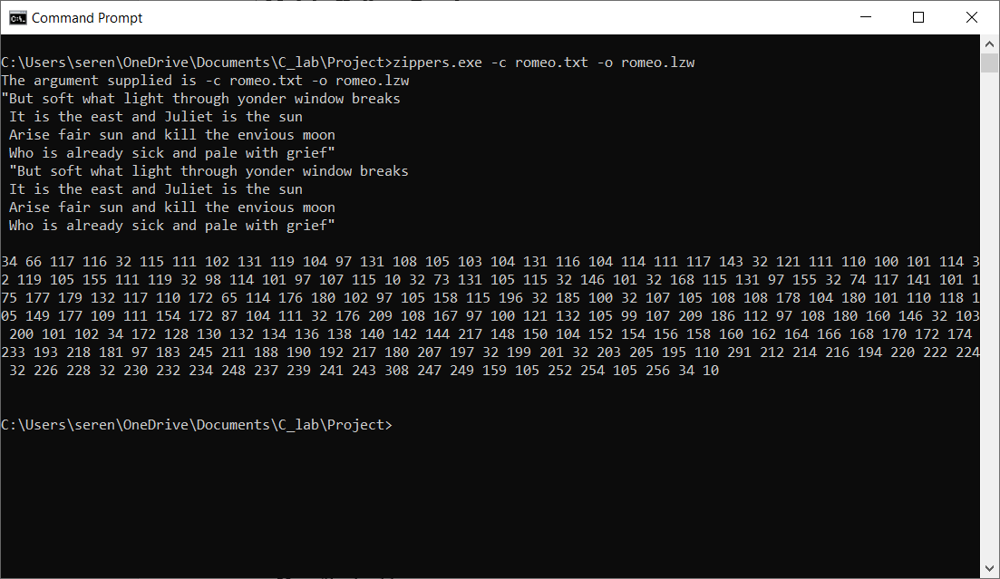 Command Prompt
C:\Users\seren\OneDrive\Documents\C_lab\Project>zippers.exe -c romeo.txt -o romeo.lzw
The argument supplied is -c romeo.txt -o romeo.lzw
"But soft what light through yonder window breaks
 It is the east and Juliet is the sun
 Arise fair sun and kill the envious moon
 Who is already sick and pale with grief"
 "But soft what light through yonder window breaks
 It is the east and Juliet is the sun
 Arise fair sun and kill the envious moon
 Who is already sick and pale with grief"
34 66 117 116 32 115 111 102 131 119 104 97 131 108 105 103 104 131 116 104 114 111 117 143 32 121 111 110 100 101 114 3
2 119 105 155 111 119 32 98 114 101 97 107 115 10 32 73 131 105 115 32 146 101 32 168 115 131 97 155 32 74 117 141 101 1
75 177 179 132 117 110 172 65 114 176 180 102 97 105 158 115 196 32 185 100 32 107 105 108 108 178 104 180 101 110 118 1
05 149 177 109 111 154 172 87 104 111 32 176 209 108 167 97 100 121 132 105 99 107 209 186 112 97 108 180 160 146 32 103
 200 101 102 34 172 128 130 132 134 136 138 140 142 144 217 148 150 104 152 154 156 158 160 162 164 166 168 170 172 174
233 193 218 181 97 183 245 211 188 190 192 217 180 207 197 32 199 201 32 203 205 195 110 291 212 214 216 194 220 222 224
 32 226 228 32 230 232 234 248 237 239 241 243 308 247 249 159 105 252 254 105 256 34 10
C:\Users\seren\OneDrive\Documents\C_lab\Project>